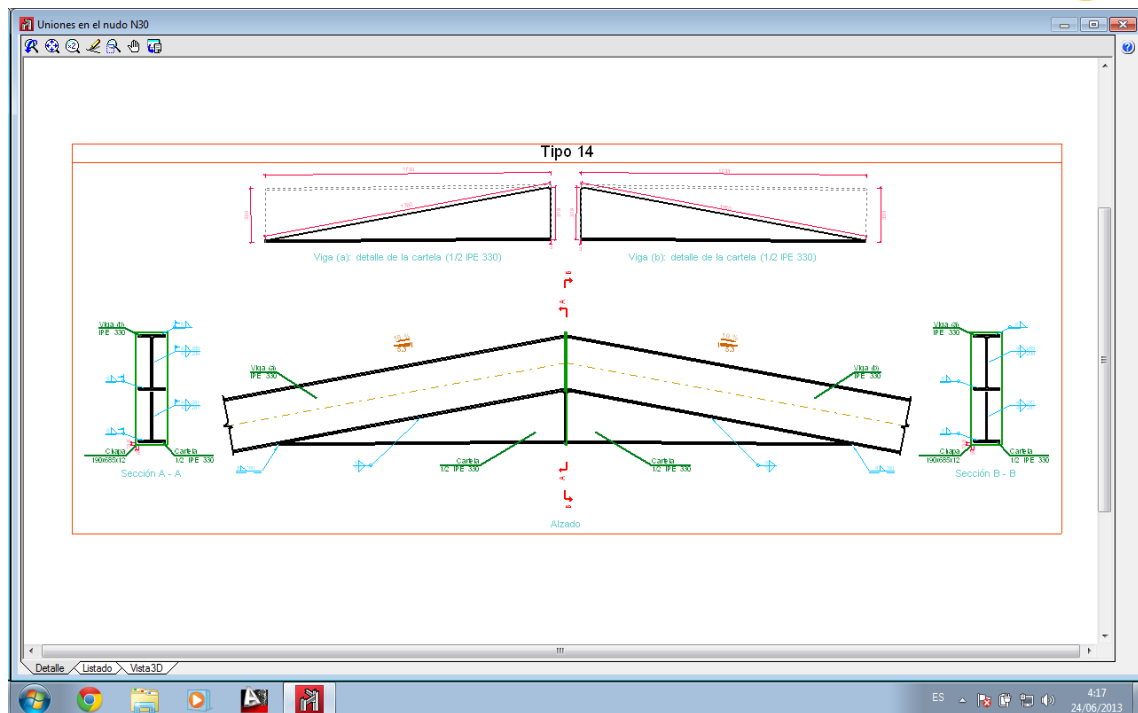 Uniones en el nudo N30
Tipo 14
Viga (a): detalle de la cartela (1/2 IPE 330)
Viga (b): detalle de la cartela (1/2 IPE 330)
B
A
Viga (b)
IPE 330
Viga (a)
IPE 330
Viga (b)
IPE 330
Viga (a)
IPE 330
Chapa
190x685x12
Cartela
1/2 IPE 330
Sección A - A
Cartela
1/2 IPE 330
Cartela
1/2 IPE 330
Chapa
190x685x12
Cartela
1/2 IPE 330
Sección B - B
A
B
Alzado
Detalle
Listado
Vista3D
ES
4:17
24/06/2013